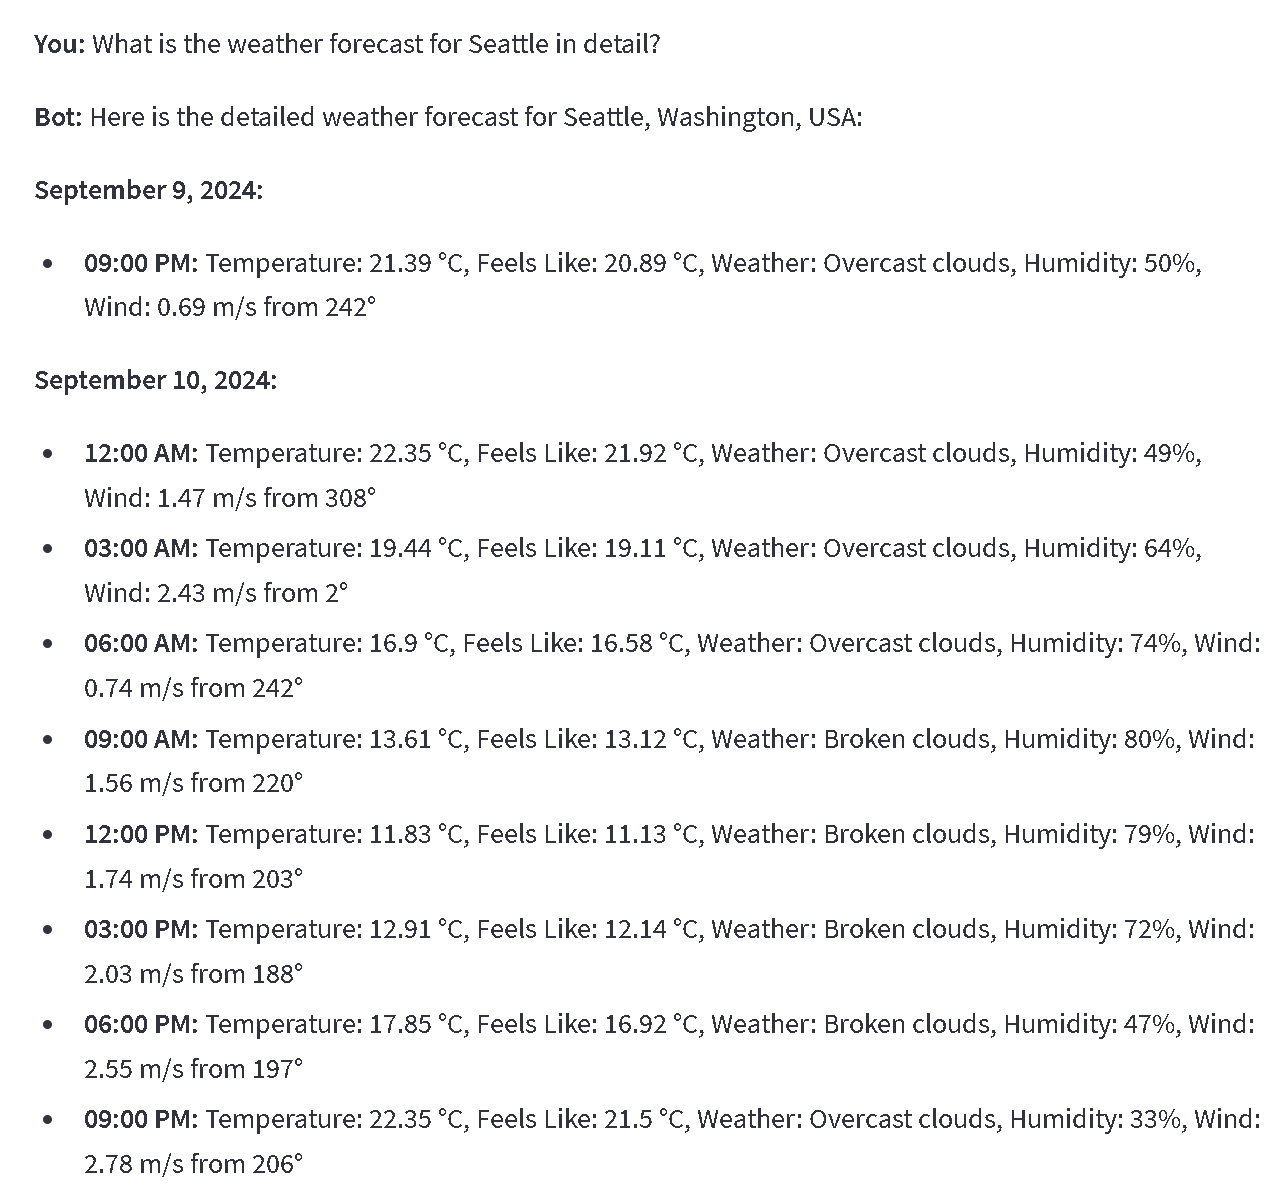 You: What is the weather forecast for Seattle in detail?
Bot: Here is the detailed weather forecast for Seattle, Washington, USA:
September 9, 2024:
• 09:00 PM: Temperature: 21.39 °C, Feels Like: 20.89 °C, Weather: Overcast clouds, Humidity: 50%,
Wind: 0.69 m/s from 242°
September 10, 2024:
• 12:00 AM: Temperature: 22.35 °C, Feels Like: 21.92 °C, Weather: Overcast clouds, Humidity: 49%,
Wind: 1.47 m/s from 308°
• 03:00 AM: Temperature: 19.44 °C, Feels Like: 19.11 °C, Weather: Overcast clouds, Humidity: 64%,
Wind: 2.43 m/s from 2°
• 06:00 AM: Temperature: 16.9 °C, Feels Like: 16.58 °C, Weather: Overcast clouds, Humidity: 74%, Wind:
0.74 m/s from 242°
• 09:00 AM: Temperature: 13.61 °C, Feels Like: 13.12 °C, Weather: Broken clouds, Humidity: 80%, Wind:
1.56 m/s from 220°
• 12:00 PM: Temperature: 11.83 °C, Feels Like: 11.13 °C, Weather: Broken clouds, Humidity: 79%, Wind:
1.74 m/s from 203°
• 03:00 PM: Temperature: 12.91 °C, Feels Like: 12.14 °C, Weather: Broken clouds, Humidity: 72%, Wind:
2.03 m/s from 188°
• 06:00 PM: Temperature: 17.85 °C, Feels Like: 16.92 °C, Weather: Broken clouds, Humidity: 47%, Wind:
2.55 m/s from 197°
• 09:00 PM: Temperature: 22.35 °C, Feels Like: 21.5 °C, Weather: Overcast clouds, Humidity: 33%, Wind:
2.78 m/s from 206°